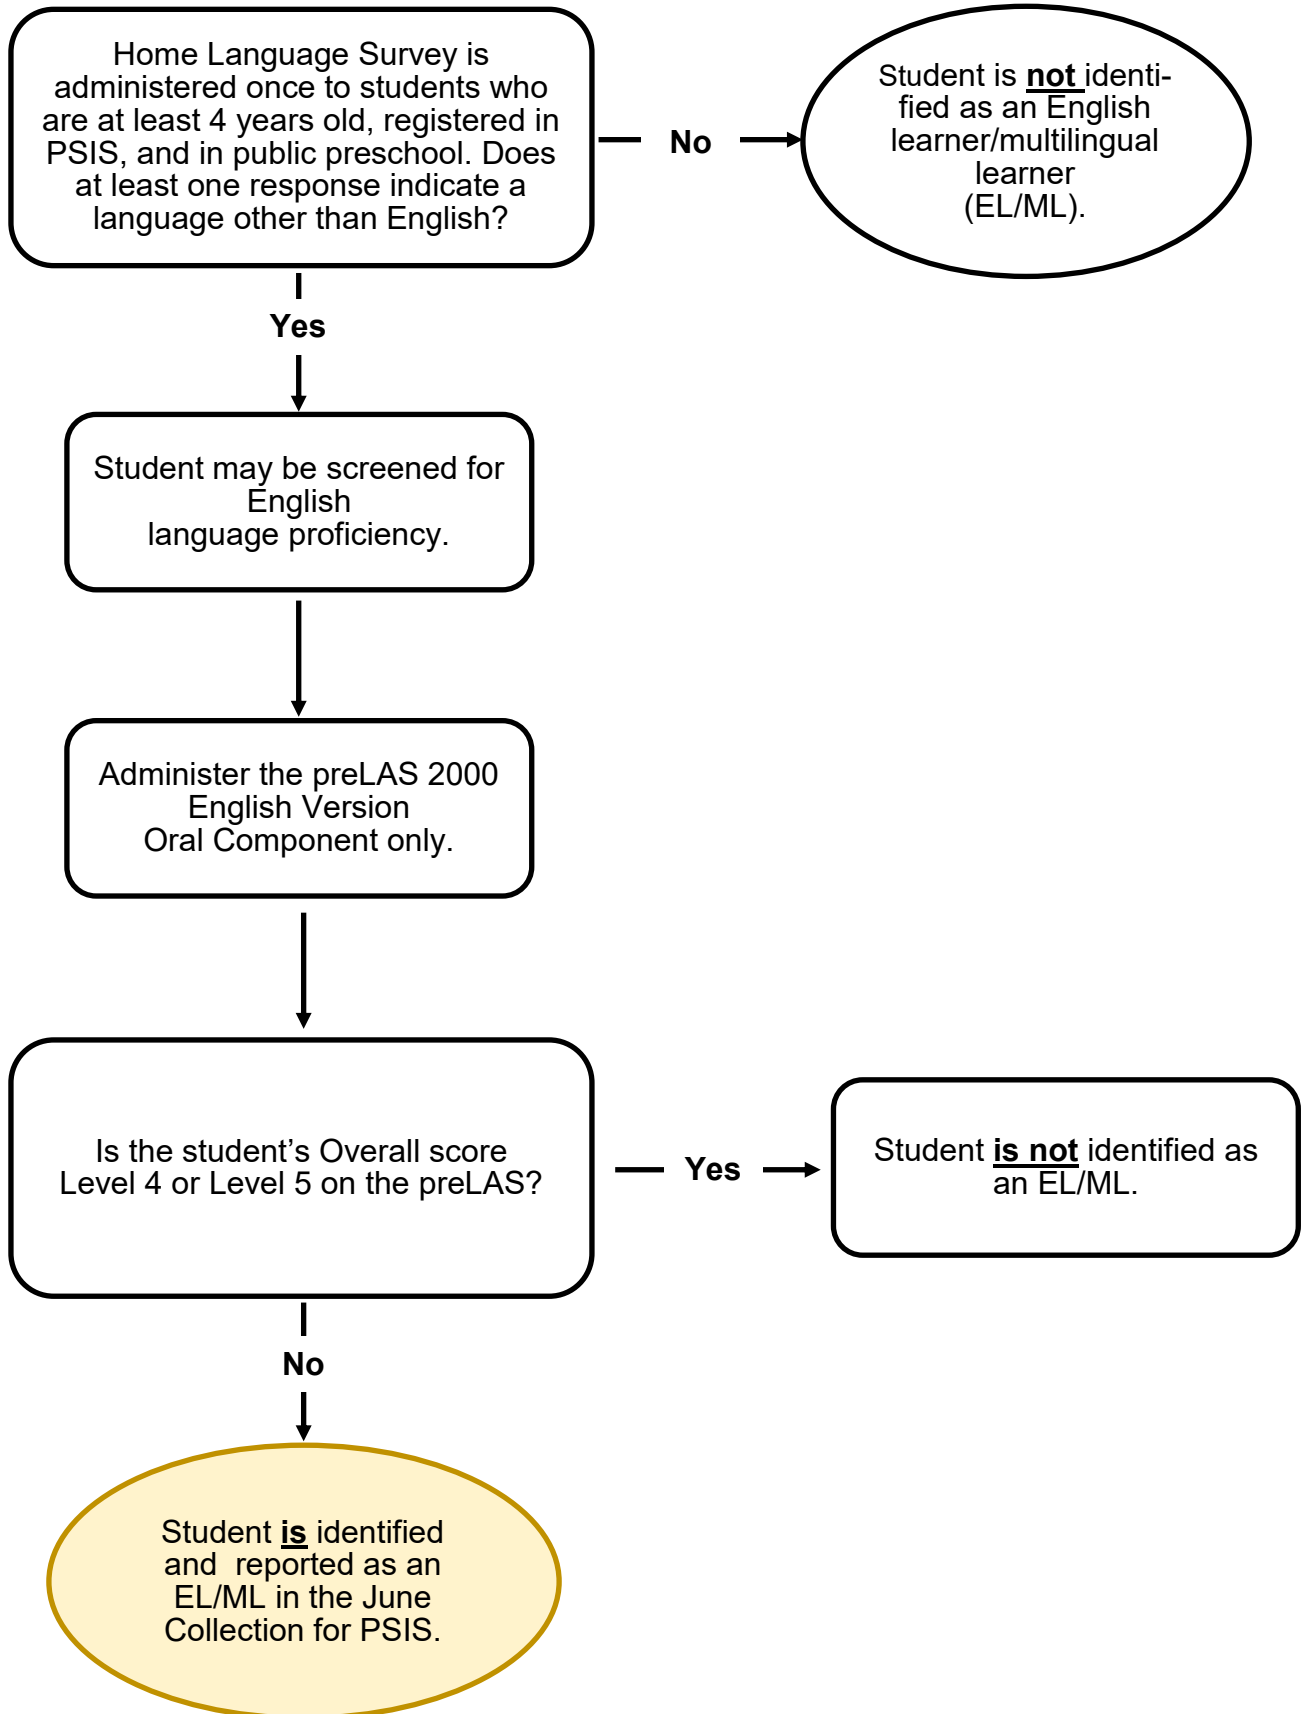 Home Language Survey is
administered once to students who
are at least 4 years old, registered in
PSIS, and in public preschool. Does
at least one response indicate a
language other than English?
No
Student is not identi-
fied as an English
learner/multilingual
learner
(EL/ML).
Yes
Student may be screened for
English
language proficiency.
Administer the preLAS 2000
English Version
Oral Component only.
Is the student’s Overall score
Level 4 or Level 5 on the preLAS?
Yes
Student is not identified as
an EL/ML.
No
Student is identified
and  reported as an
EL/ML in the June
Collection for PSIS.